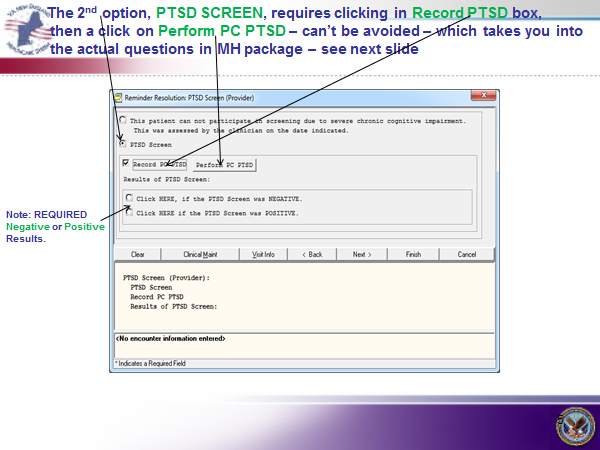 The 2nd option, PTSD SCREEN, requires clicking in Record PTSD box,
then a click on Perform PC PTSD – can't be avoided – which takes you into
the actual questions in MH package – see next slide
Reminder Resolution: PTSD Screen (Provider)
This patient can not participate in screening due to severe chronic cognitive impairment.
This was assessed by the clinician on the date indicated.
PTSD Screen
Record PC PTSD Perform PC PTSD
Results of PTSD Screen:
Click HERE, if the PTSD Screen was NEGATIVE.
Click HERE if the PTSD Screen was POSITIVE.
Note: REQUIRED
Negative or Positive
Results.
Clear Clinical Maint Visit Info < Back Next > Finish Cancel
PTSD Screen (Provider):
PTSD Screen
Record PC PTSD
Results of PTSD Screen:
<No encounter information entered>
* Indicates a Required Field